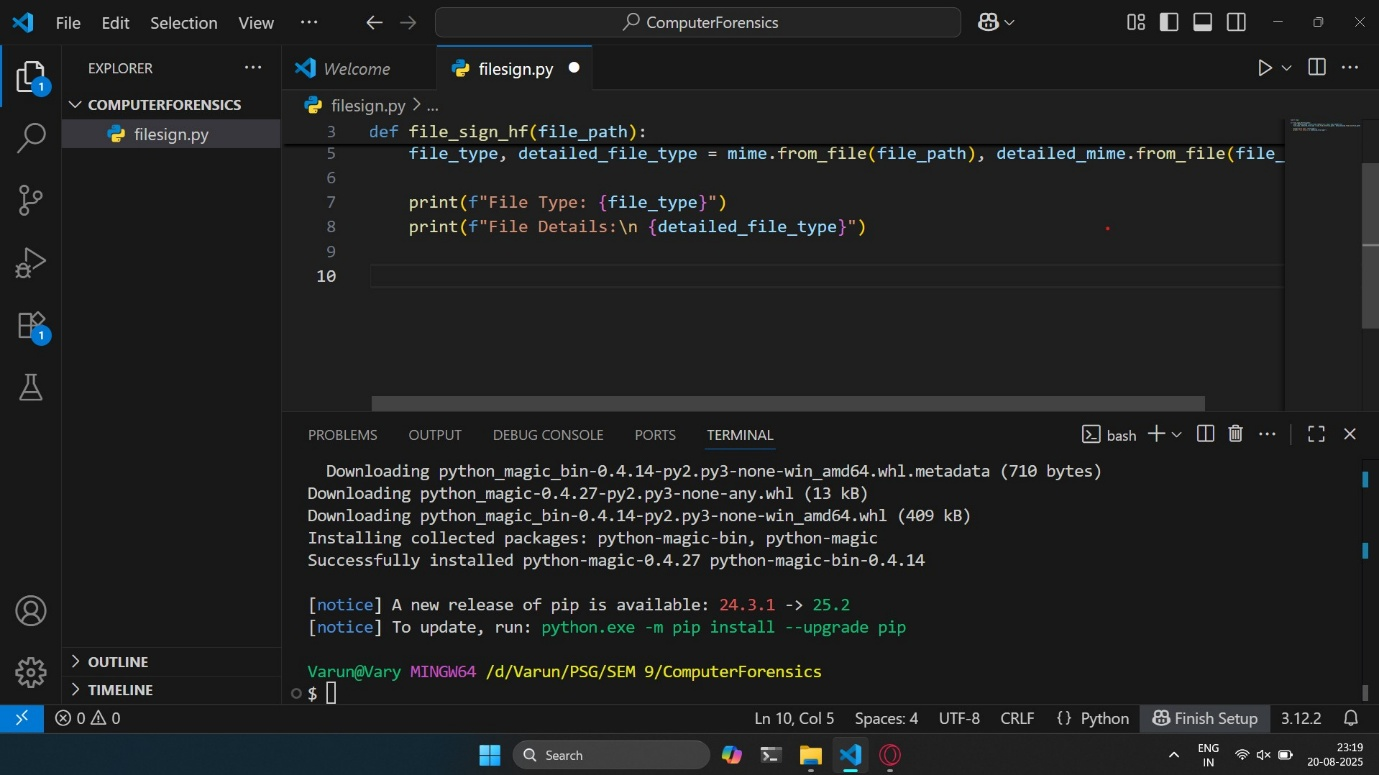 File Edit Selection View ··· ComputerForensics
EXPLORER ···
Welcome
filesign.py
COMPUTERFORENSICS
filesign.py > ...
1
filesign.py
3 def file_sign_hf(file_path):
5 file_type, detailed_file_type = mime.from_file(file_path), detailed_mime.from_file(file_
6
7 print(f"File Type: {file_type}")
8 print(f"File Details:\n {detailed_file_type}")
9
10
1
PROBLEMS OUTPUT DEBUG CONSOLE PORTS TERMINAL bash
Downloading python_magic_bin-0.4.14-py2.py3-none-win_amd64.whl.metadata (710 bytes)
Downloading python_magic-0.4.27-py2.py3-none-any.whl (13 kB)
Downloading python_magic_bin-0.4.14-py2.py3-none-win_amd64.whl (409 kB)
Installing collected packages: python-magic-bin, python-magic
Successfully installed python-magic-0.4.27 python-magic-bin-0.4.14
[notice] A new release of pip is available: 24.3.1 -> 25.2
[notice] To update, run: python.exe -m pip install --upgrade pip
Varun@Vary MINGW64 /d/Varun/PSG/SEM 9/ComputerForensics
$
OUTLINE
TIMELINE
0 0 Ln 10, Col 5 Spaces: 4 UTF-8 CRLF {} Python Finish Setup 3.12.2
Search
ENG
IN
23:19
20-08-2025